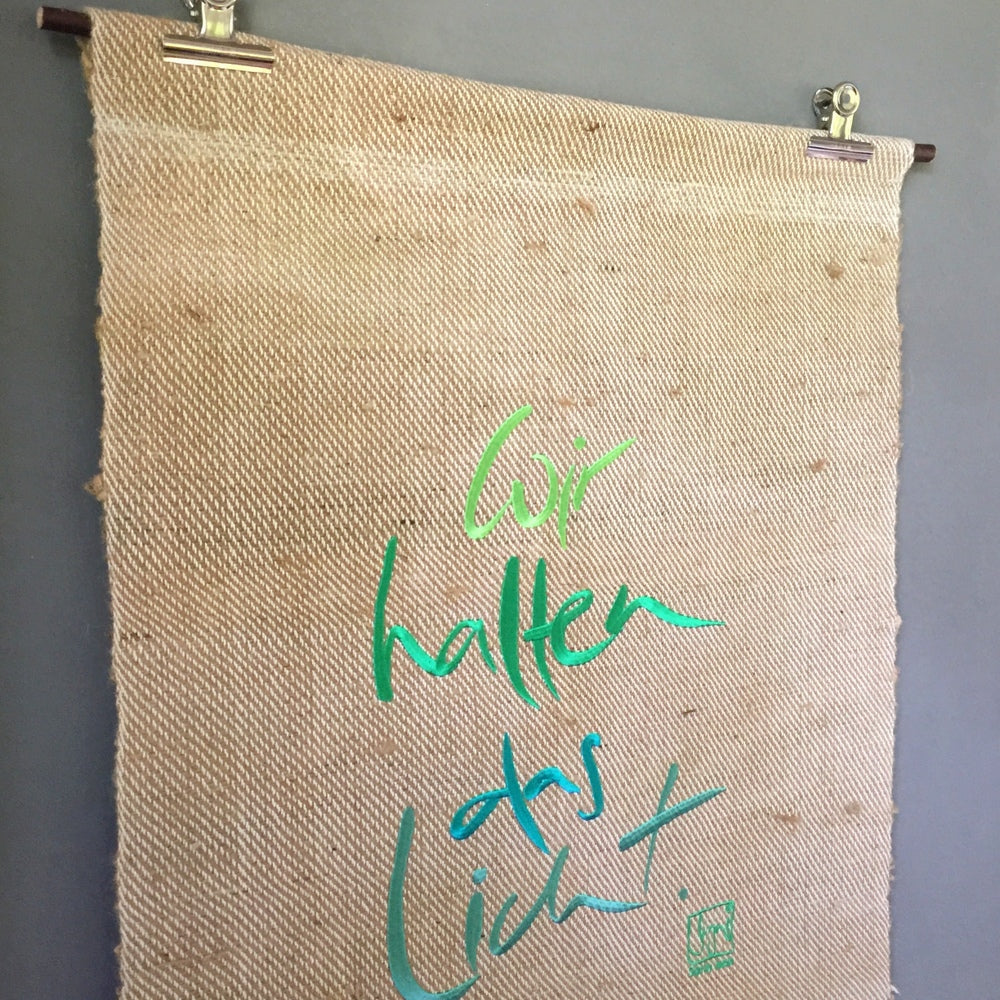 Wir
halten
das
Licht.